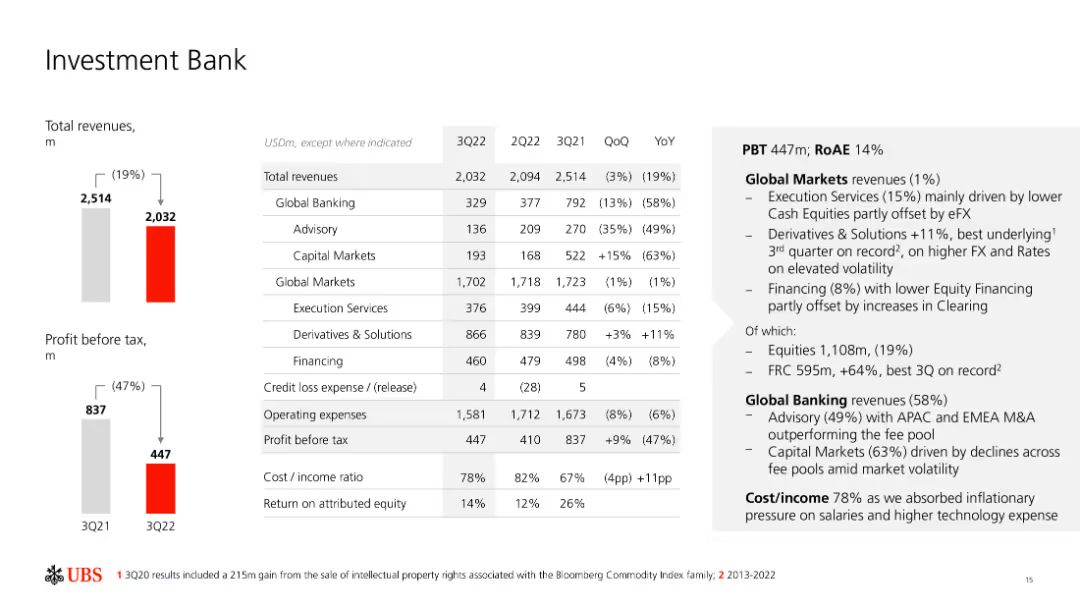 Investment Bank
Total revenues,
m
(19%)
2,514
2,032
Profit before tax,
m
(47%)
837
447
3Q21 3Q22
USDm, except where indicated 3Q22 2Q22 3Q21 QoQ YoY
Total revenues 2,032 2,094 2,514 (3%) (19%)
Global Banking 329 377 792 (13%) (58%)
Advisory 136 209 270 (35%) (49%)
Capital Markets 193 168 522 +15% (63%)
Global Markets 1,702 1,718 1,723 (1%) (1%)
Execution Services 376 399 444 (6%) (15%)
Derivatives & Solutions 866 839 780 +3% +11%
Financing 460 479 498 (4%) (8%)
Credit loss expense / (release) 4 (28) 5
Operating expenses 1,581 1,712 1,673 (8%) (6%)
Profit before tax 447 410 837 +9% (47%)
Cost / income ratio 78% 82% 67% (4pp) +11pp
Return on attributed equity 14% 12% 26%
PBT 447m; RoAE 14%
Global Markets revenues (1%)
– Execution Services (15%) mainly driven by lower
Cash Equities partly offset by eFX
– Derivatives & Solutions +11%, best underlying¹
3rd quarter on record², on higher FX and Rates
on elevated volatility
– Financing (8%) with lower Equity Financing
partly offset by increases in Clearing
Of which:
– Equities 1,108m, (19%)
– FRC 595m, +64%, best 3Q on record²
Global Banking revenues (58%)
– Advisory (49%) with APAC and EMEA M&A
outperforming the fee pool
– Capital Markets (63%) driven by declines across
fee pools amid market volatility
Cost/income 78% as we absorbed inflationary
pressure on salaries and higher technology expense
UBS
1 3Q20 results included a 215m gain from the sale of intellectual property rights associated with the Bloomberg Commodity Index family; 2 2013-2022
15